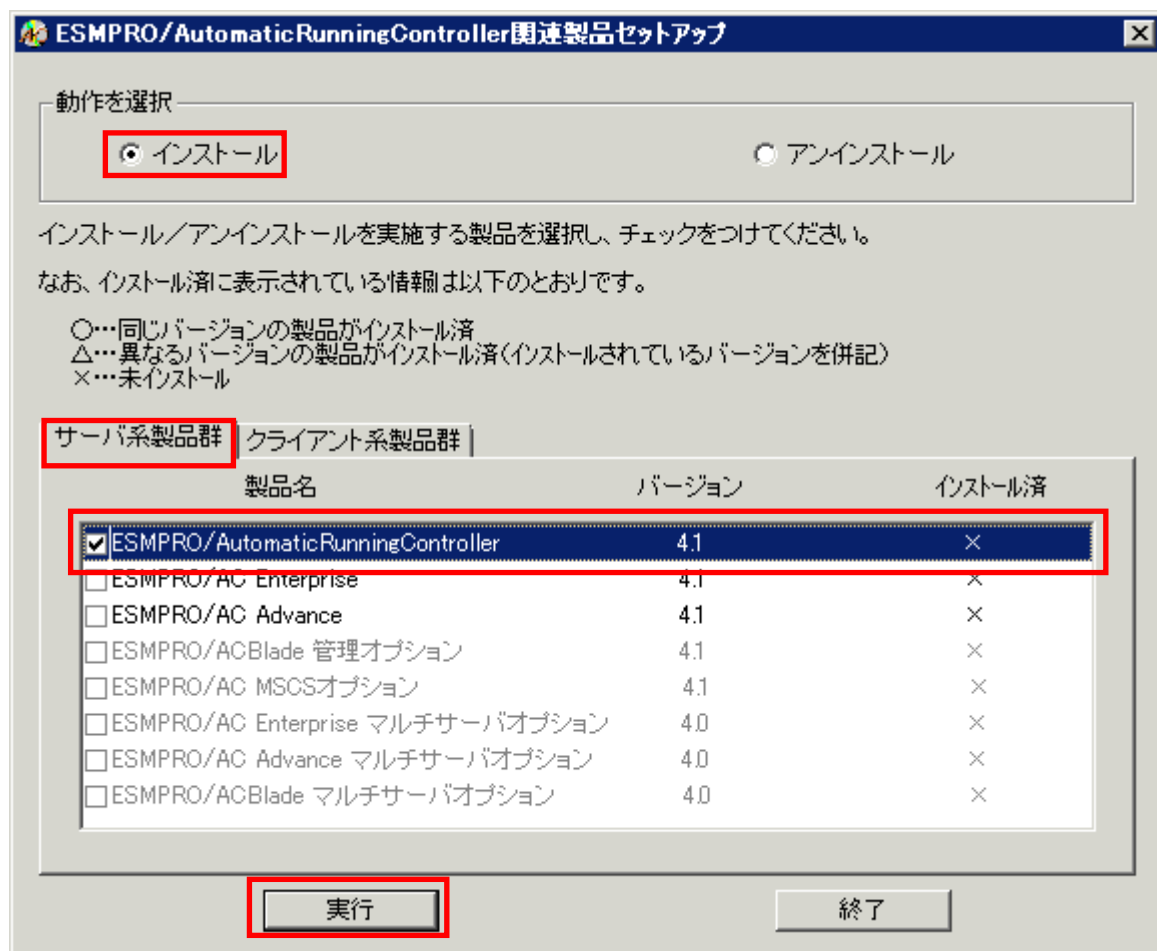 ESMPRO/AutomaticRunningController関連製品セットアップ
動作を選択
インストール アンインストール
インストール／アンインストールを実施する製品を選択し、チェックをつけてください。
なお、インストール済に表示されている情報は以下のとおりです。
○…同じバージョンの製品がインストール済
△…異なるバージョンの製品がインストール済(インストールされているバージョンを併記)
×…未インストール
サーバ系製品群 クライアント系製品群
製品名 バージョン インストール済
ESMPRO/AutomaticRunningController 4.1 ×
ESMPRO/AC Enterprise 4.1 ×
ESMPRO/AC Advance 4.1 ×
ESMPRO/ACBlade 管理オプション 4.1 ×
ESMPRO/AC MSCSオプション 4.1 ×
ESMPRO/AC Enterprise マルチサーバオプション 4.0 ×
ESMPRO/AC Advance マルチサーバオプション 4.0 ×
ESMPRO/ACBlade マルチサーバオプション 4.0 ×
実行 終了